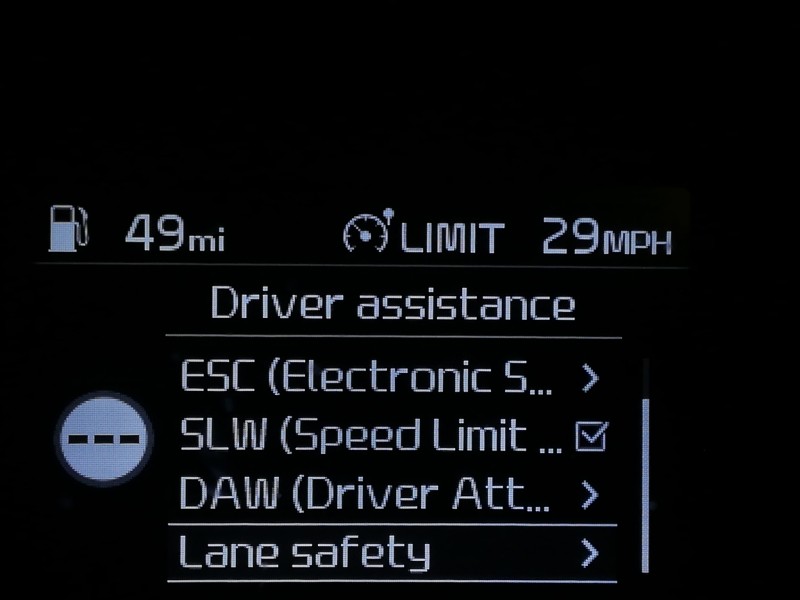 49mi LIMIT 29MPH
Driver assistance
ESC (Electronic S...
SLW (Speed Limit ...
DAW (Driver Att...
Lane safety